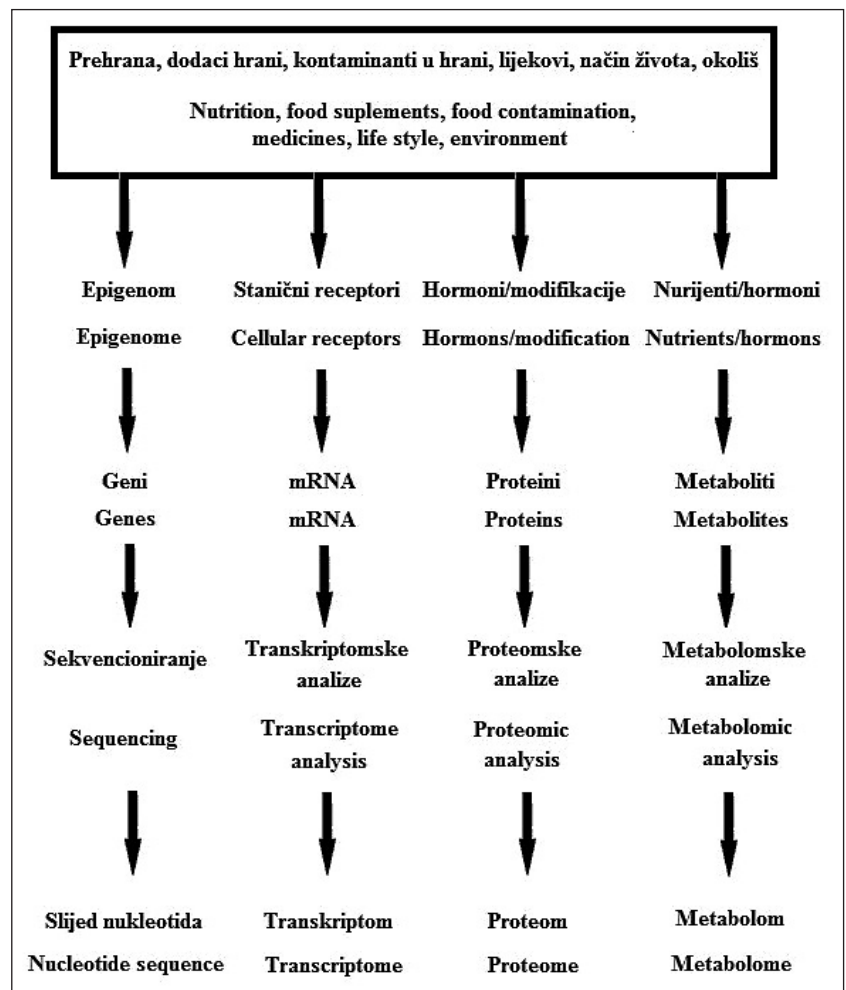 Prehrana, dodaci hrani, kontaminanti u hrani, lijekovi, način života, okoliš
Nutrition, food suplements, food contamination,
medicines, life style, environment
Epigenom Stanični receptori Hormoni/modifikacije Nurijenti/hormoni
Epigenome Cellular receptors Hormons/modification Nutrients/hormons
Geni mRNA Proteini Metaboliti
Genes mRNA Proteins Metabolites
Sekvencioniranje Transkriptomske Proteomske Metabolomske
analize analize analize
Sequencing Transcriptome Proteomic Metabolomic
analysis analysis analysis
Slijed nukleotida Transkriptom Proteom Metabolom
Nucleotide sequence Transcriptome Proteome Metabolome